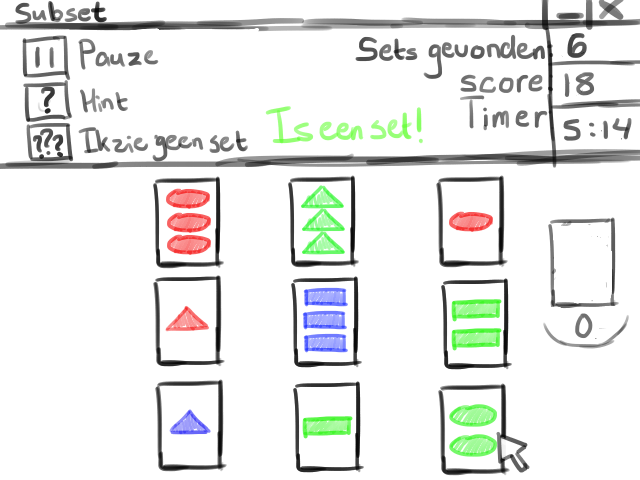 Subset
_ | X
Pauze
? Hint
??? Ik zie geen set
Is een set!
Sets gevonden: 6
score 18
Timer 5:14
0